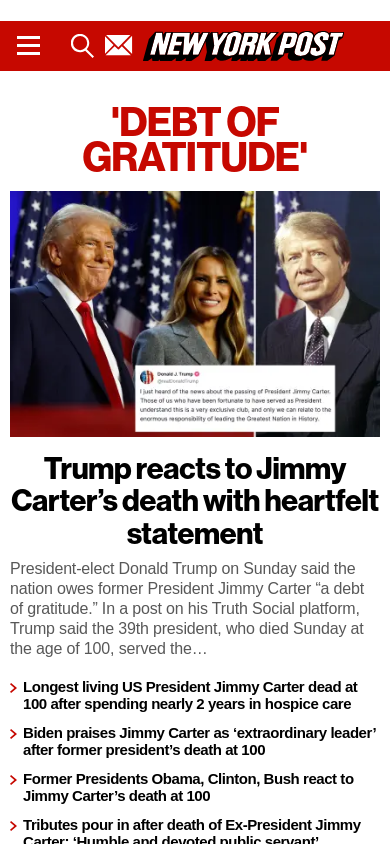 NEW YORK POST
'DEBT OF
GRATITUDE'
Donald J. Trump
@realDonaldTrump
I just heard of the news about the passing of President Jimmy Carter.
Those of us who have been fortunate to have served as President
understand this is a very exclusive club, and only we can relate to the
enormous responsibility of leading the Greatest Nation in History.
Trump reacts to Jimmy
Carter’s death with heartfelt
statement
President-elect Donald Trump on Sunday said the
nation owes former President Jimmy Carter “a debt
of gratitude.” In a post on his Truth Social platform,
Trump said the 39th president, who died Sunday at
the age of 100, served the…
Longest living US President Jimmy Carter dead at
100 after spending nearly 2 years in hospice care
Biden praises Jimmy Carter as ‘extraordinary leader’
after former president’s death at 100
Former Presidents Obama, Clinton, Bush react to
Jimmy Carter’s death at 100
Tributes pour in after death of Ex-President Jimmy
Carter: ‘Humble and devoted public servant’